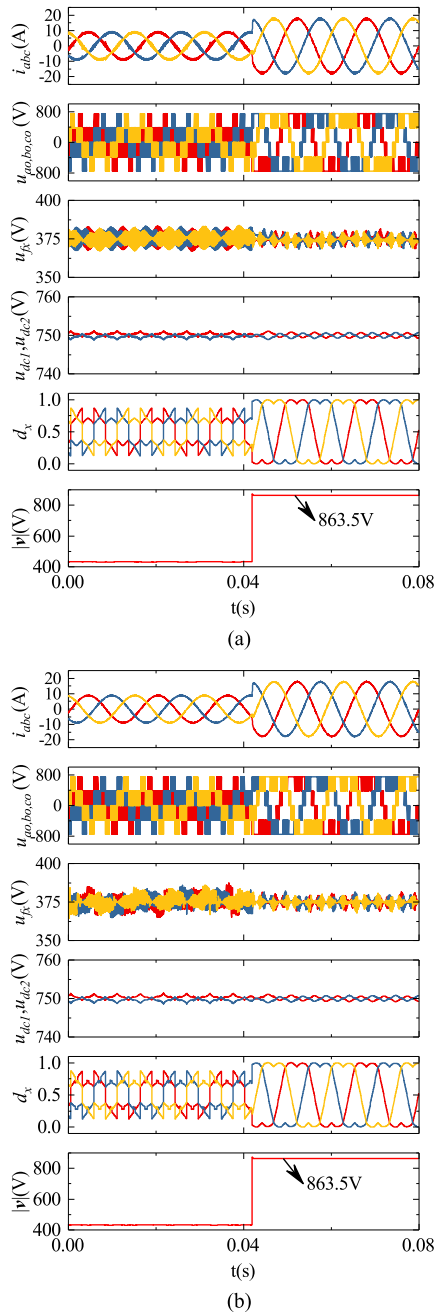 20
10
0
-10
-20
i_abc(A)
800
0
800
u_ao,bo,co (V)
400
375
350
u_fx(V)
760
750
740
u_dc1,u_dc2(V)
1.0
0.5
0.0
d_x
800
600
400
|v|(V)
863.5V
0.00 0.04 0.08
t(s)
(a)
20
10
0
-10
-20
i_abc(A)
800
0
800
u_ao,bo,co (V)
400
375
350
u_fx(V)
760
750
740
u_dc1,u_dc2(V)
1.0
0.5
0.0
d_x
800
600
400
|v|(V)
863.5V
0.00 0.04 0.08
t(s)
(b)